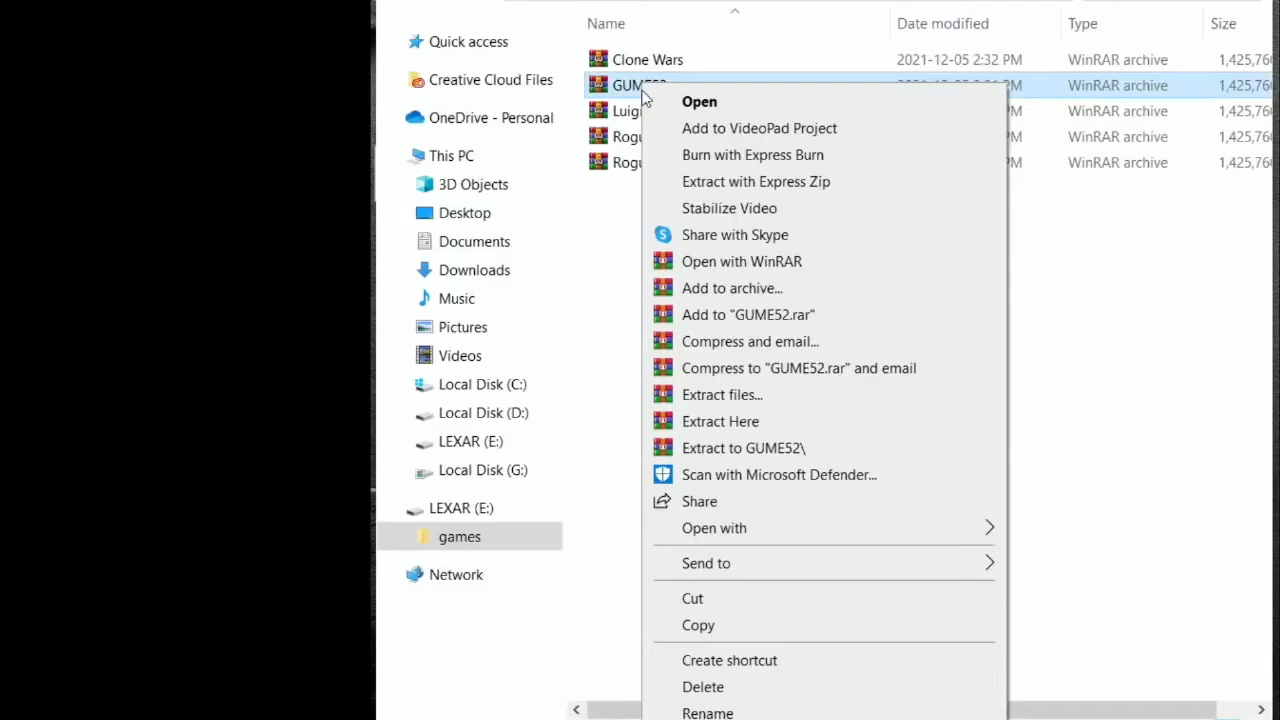 Name Date modified Type Size
Quick access
Creative Cloud Files
OneDrive - Personal
This PC
3D Objects
Desktop
Documents
Downloads
Music
Pictures
Videos
Local Disk (C:)
Local Disk (D:)
LEXAR (E:)
Local Disk (G:)
LEXAR (E:)
games
Network
Clone Wars 2021-12-05 2:32 PM WinRAR archive 1,425,76
WinRAR archive 1,425,76
WinRAR archive 1,425,76
WinRAR archive 1,425,76
WinRAR archive 1,425,76
Open
Add to VideoPad Project
Burn with Express Burn
Extract with Express Zip
Stabilize Video
Share with Skype
Open with WinRAR
Add to archive...
Add to "GUME52.rar"
Compress and email...
Compress to "GUME52.rar" and email
Extract files...
Extract Here
Extract to GUME52\
Scan with Microsoft Defender...
Share
Open with
Send to
Cut
Copy
Create shortcut
Delete
Rename